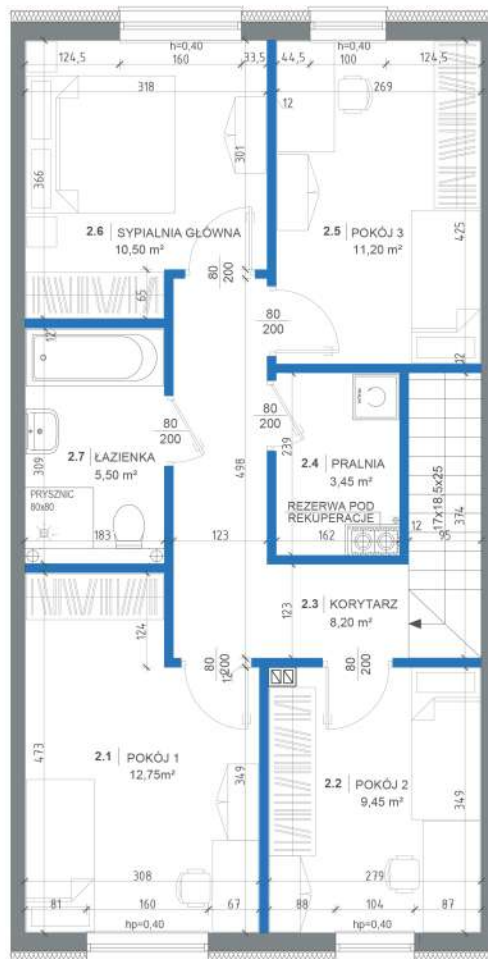 h=0,40
h=0,40
124,5
160
33,5
44,5
100
124,5
318
269
12
301
366
2.6 SYPIALNIA GŁÓWNA
10,50 m²
2.5 POKÓJ 3
11,20 m²
425
80
200
65
80
200
12
12
80
200
80
200
2.7 ŁAZIENKA
5,50 m²
309
239
2.4 PRALNIA
3,45 m²
498
17x18,5x25
374
PRYSZNIC
80x80
REZERWA POD
REKUPERACJE
183
123
162
12
95
2.3 KORYTARZ
8,20 m²
123
124
80
200
12
80
200
2.1 POKÓJ 1
12,75m²
473
349
2.2 POKÓJ 2
9,45 m²
349
308
279
81
160
67
88
104
87
hp=0,40
hp=0,40